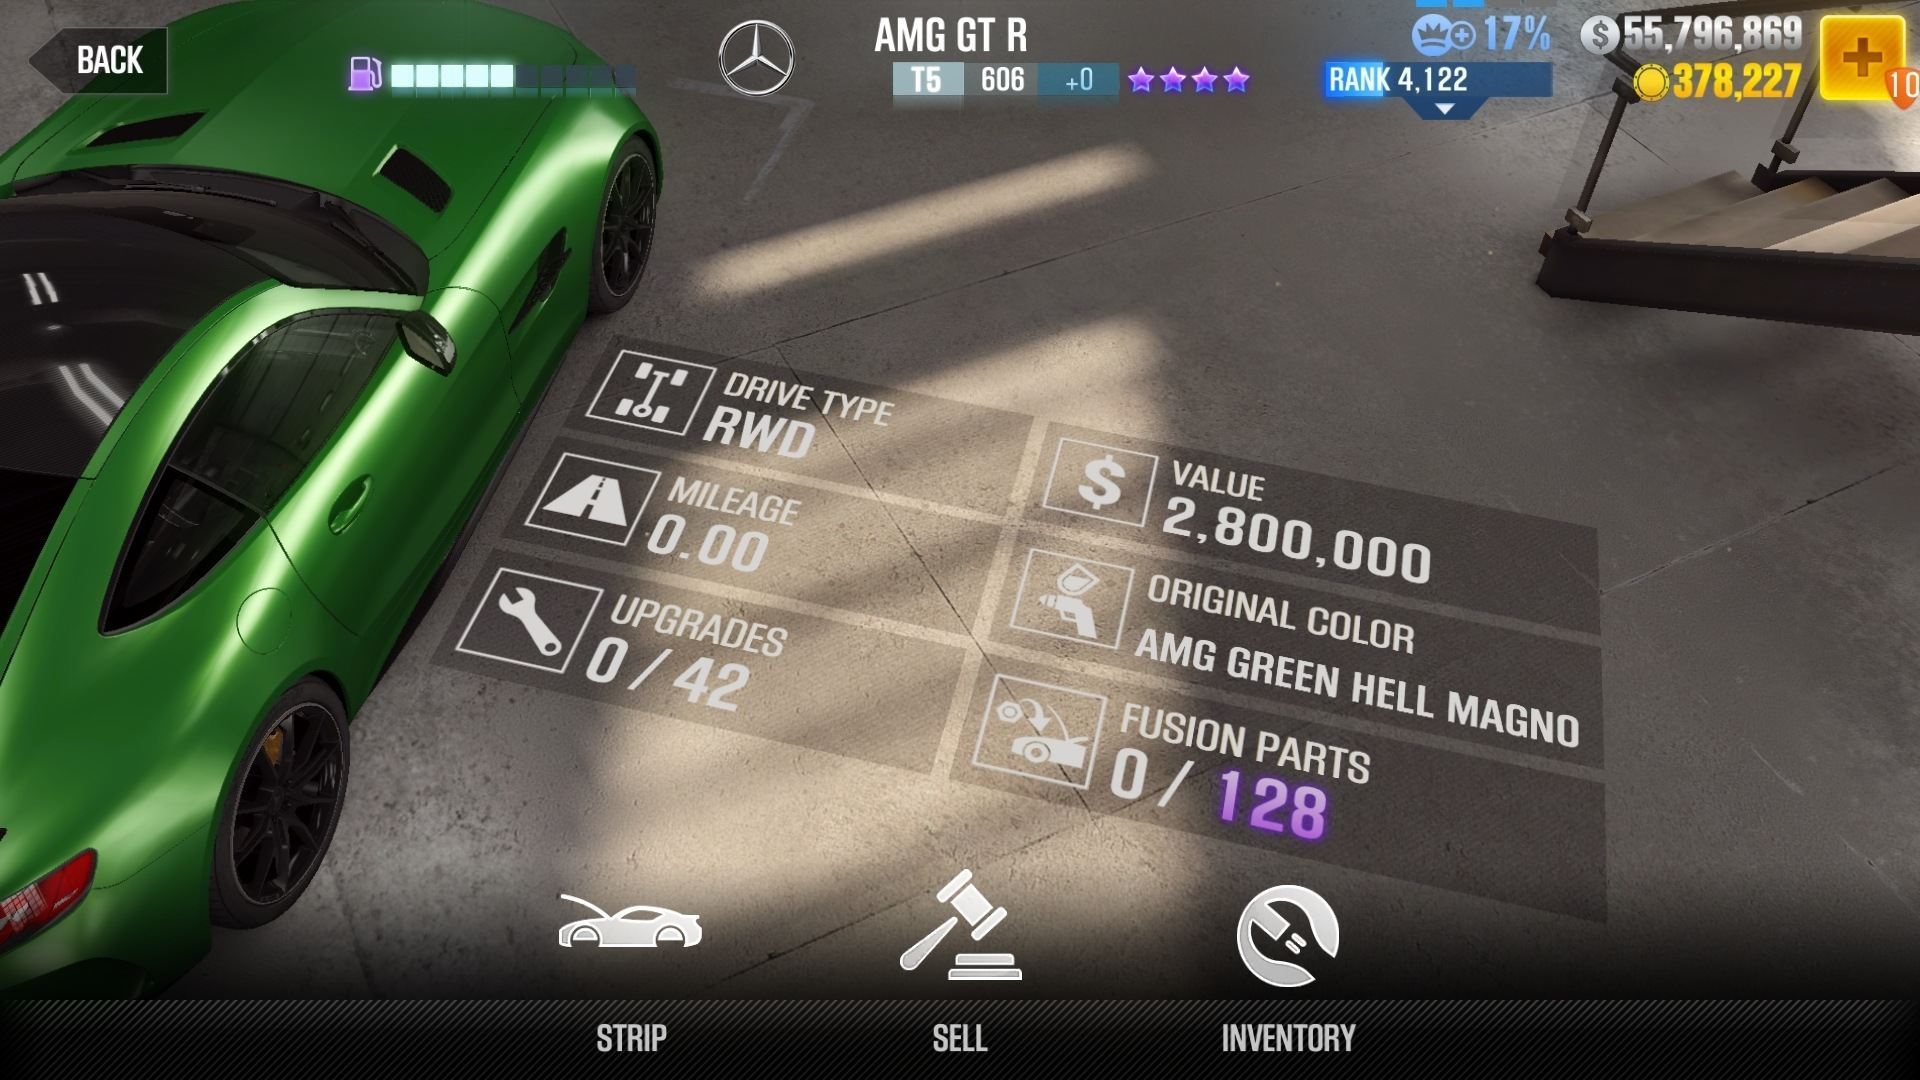 BACK
AMG GT R
T5 606 +0
17%
RANK 4,122
55,796,869
378,227
10
DRIVE TYPE
RWD
MILEAGE
0.00
UPGRADES
0 / 42
VALUE
2,800,000
ORIGINAL COLOR
AMG GREEN HELL MAGNO
FUSION PARTS
0 / 128
STRIP
SELL
INVENTORY